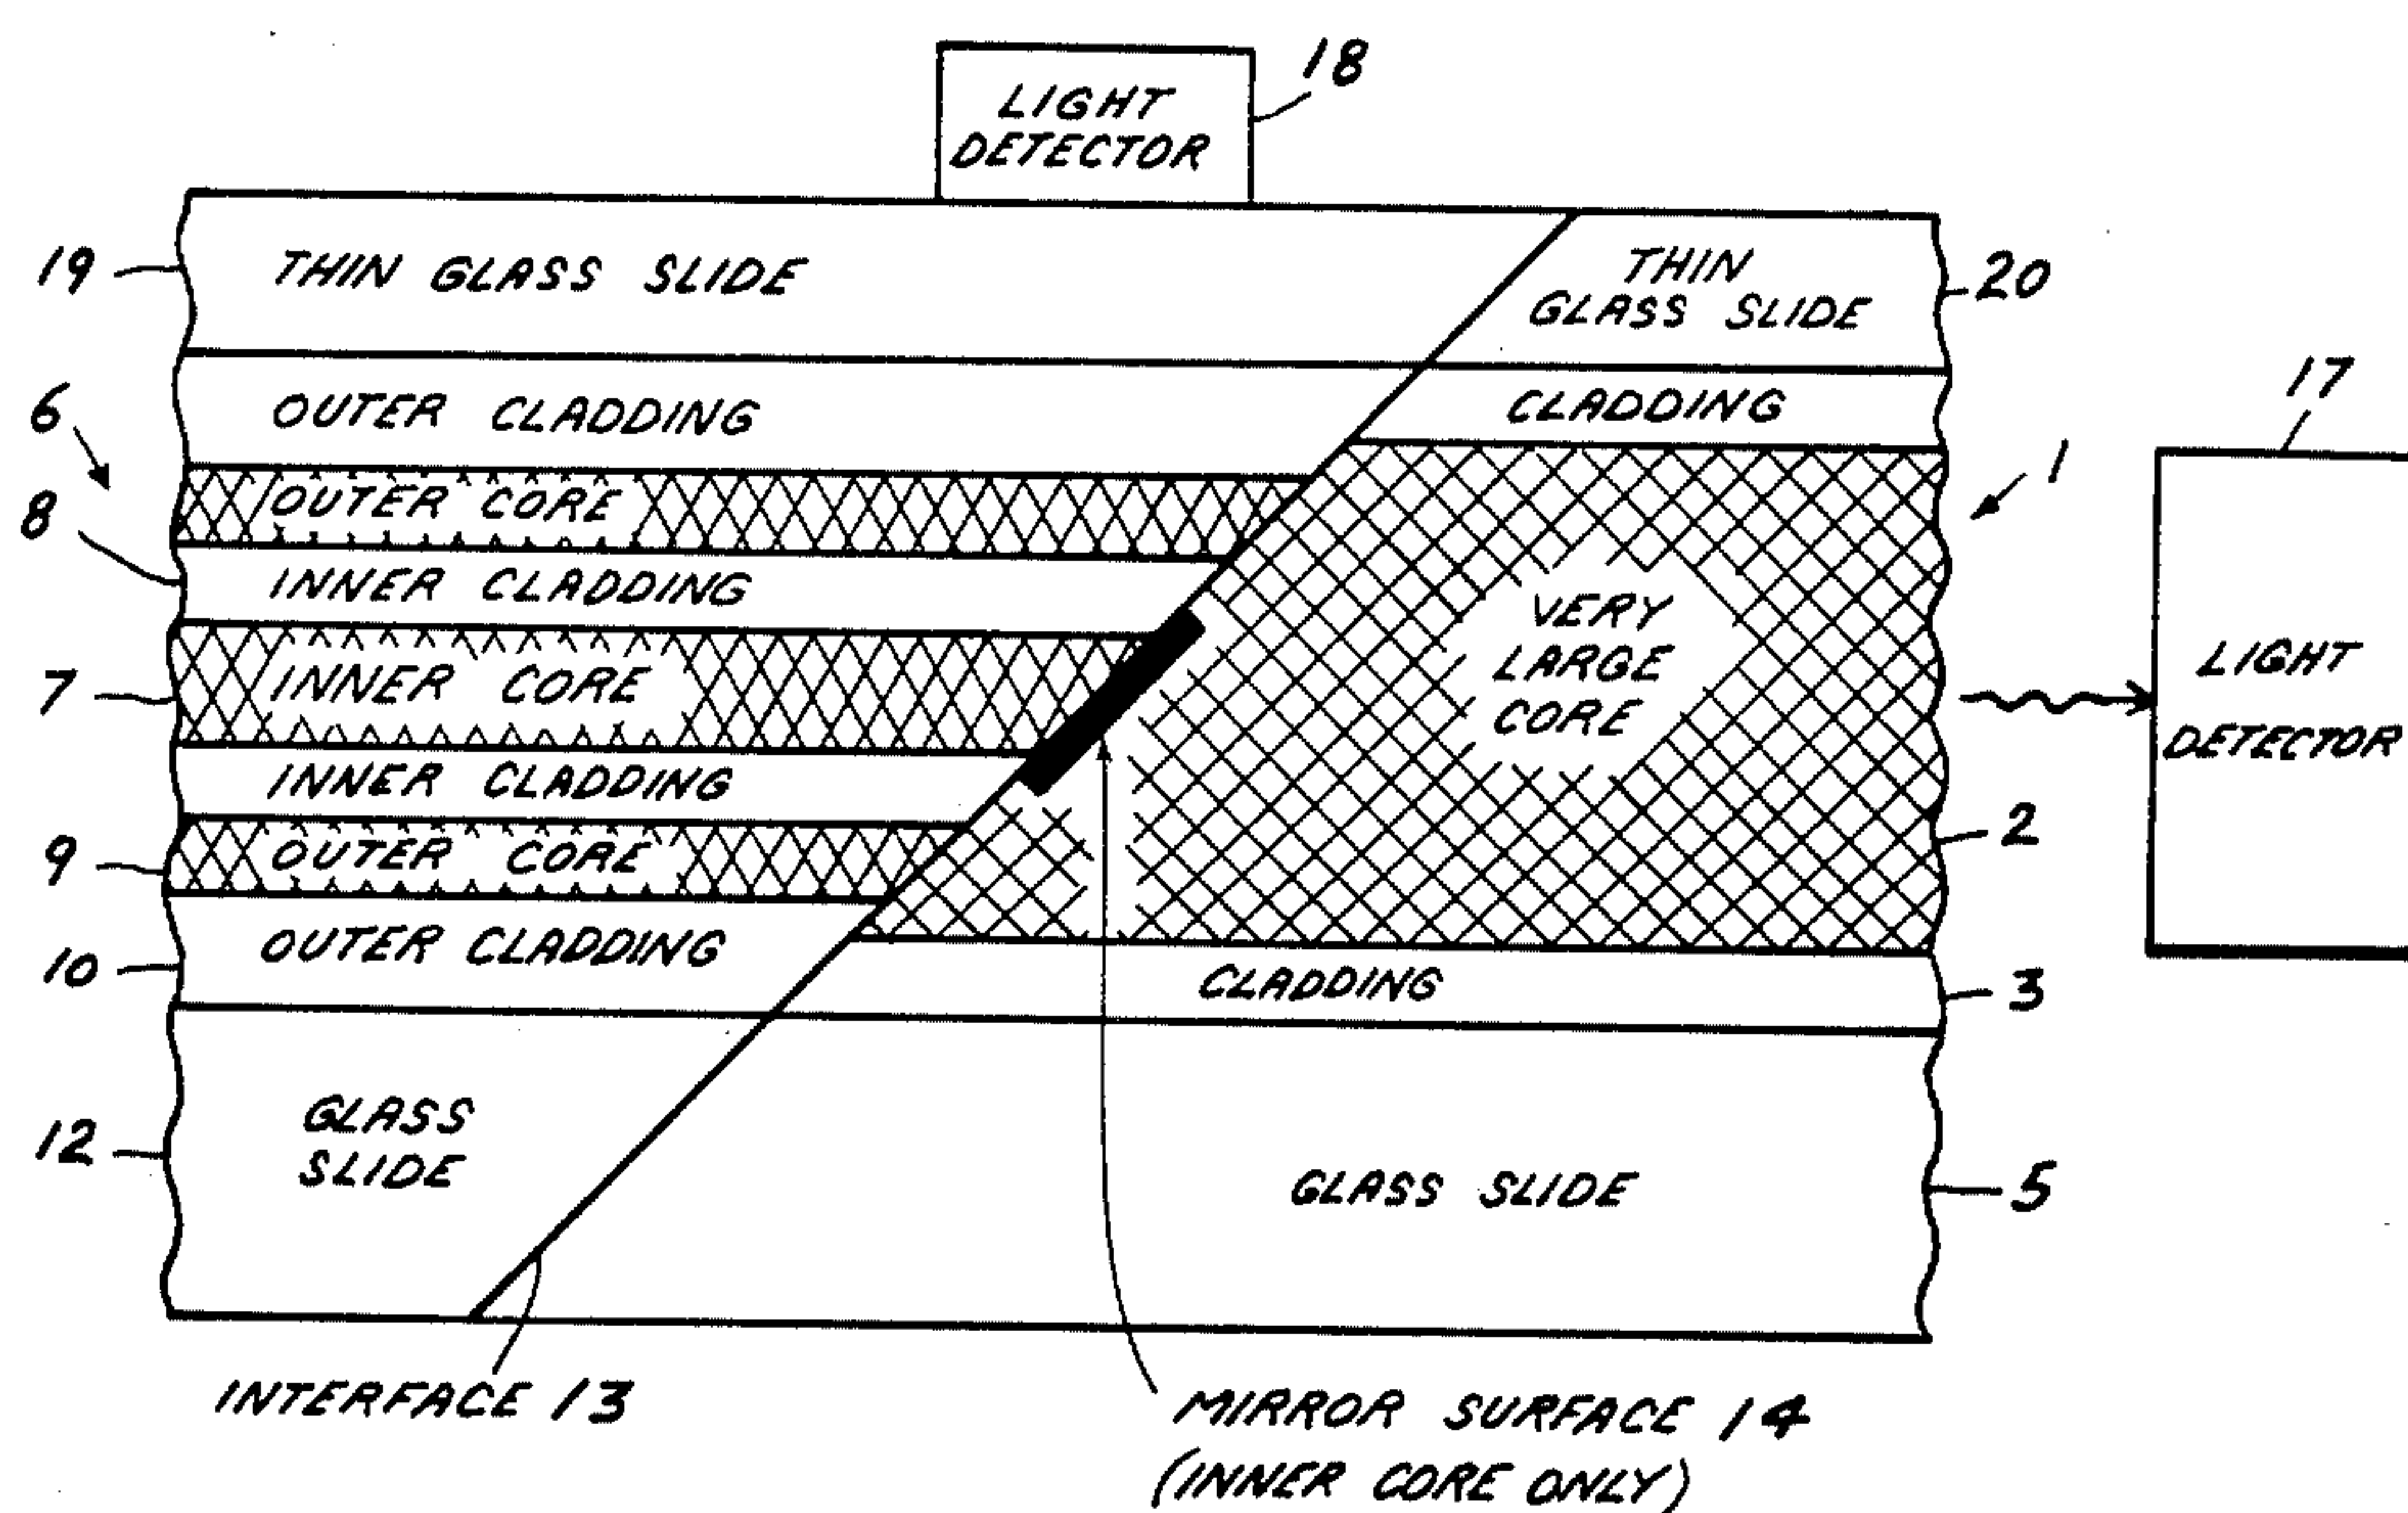 18
LIGHT
DETECTOR
19
THIN GLASS SLIDE
THIN
GLASS SLIDE
20
6
OUTER CLADDING
CLADDING
17
1
8
OUTER CORE
INNER CLADDING
VERY
LARGE
CORE
7
INNER CORE
LIGHT
DETECTOR
INNER CLADDING
2
9
OUTER CORE
10
OUTER CLADDING
CLADDING
3
12
GLASS
SLIDE
GLASS SLIDE
5
INTERFACE 13
MIRROR SURFACE 14
(INNER CORE ONLY)